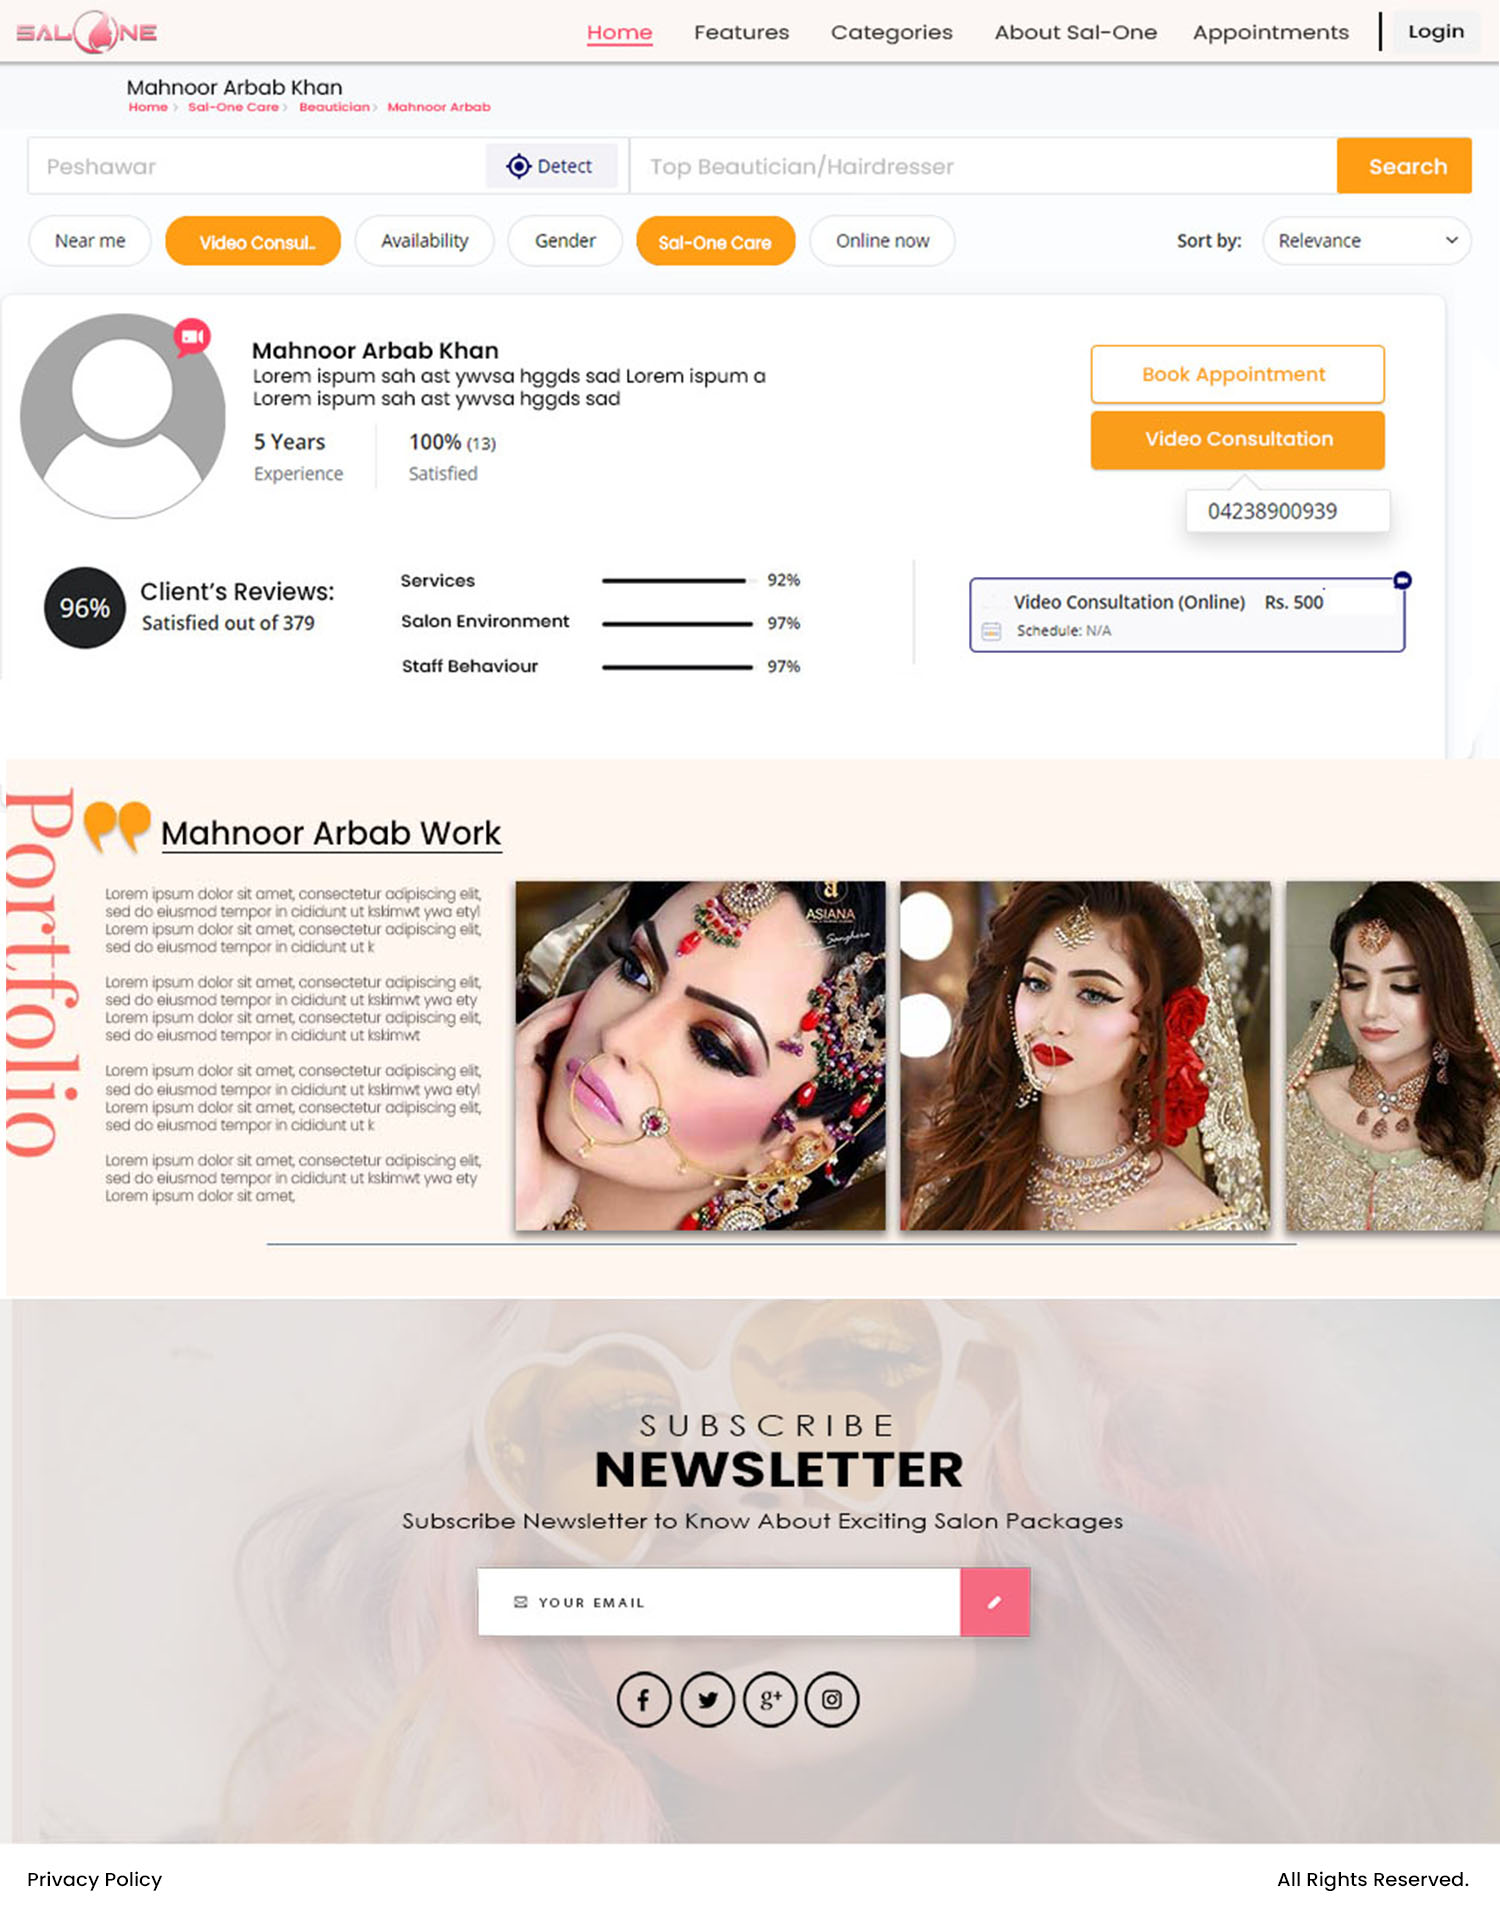 SALONE
Home Features Categories About Sal-One Appointments Login
Mahnoor Arbab Khan
Home > Sal-One Care > Beautician > Mahnoor Arbab
Peshawar Detect Top Beautician/Hairdresser Search
Near me Video Consul.. Availability Gender Sal-One Care Online now Sort by: Relevance
Mahnoor Arbab Khan
Lorem ispum sah ast ywvsa hggds sad Lorem ispum a
Lorem ispum sah ast ywvsa hggds sad
5 Years 100% (13)
Experience Satisfied
Book Appointment
Video Consultation
04238900939
96%
Client's Reviews:
Satisfied out of 379
Services 92%
Salon Environment 97%
Staff Behaviour 97%
Video Consultation (Online) Rs. 500
Schedule: N/A
Portfolio
Mahnoor Arbab Work
Lorem ipsum dolor sit amet, consectetur adipiscing elit,
sed do eiusmod tempor in cididunt ut kskimwt ywa etyl
Lorem ipsum dolor sit amet, consectetur adipiscing elit,
sed do eiusmod tempor in cididunt ut k
Lorem ipsum dolor sit amet, consectetur adipiscing elit,
sed do eiusmod tempor in cididunt ut kskimwt ywa ety
Lorem ipsum dolor sit amet, consectetur adipiscing elit,
sed do eiusmod tempor in cididunt ut kskimwt
Lorem ipsum dolor sit amet, consectetur adipiscing elit,
sed do eiusmod tempor in cididunt ut kskimwt ywa etyl
Lorem ipsum dolor sit amet, consectetur adipiscing elit,
sed do eiusmod tempor in cididunt ut k
Lorem ipsum dolor sit amet, consectetur adipiscing elit,
sed do eiusmod tempor in cididunt ut kskimwt ywa ety
Lorem ipsum dolor sit amet,
ASIANA
SUBSCRIBE
NEWSLETTER
Subscribe Newsletter to Know About Exciting Salon Packages
YOUR EMAIL
f g+
Privacy Policy All Rights Reserved.